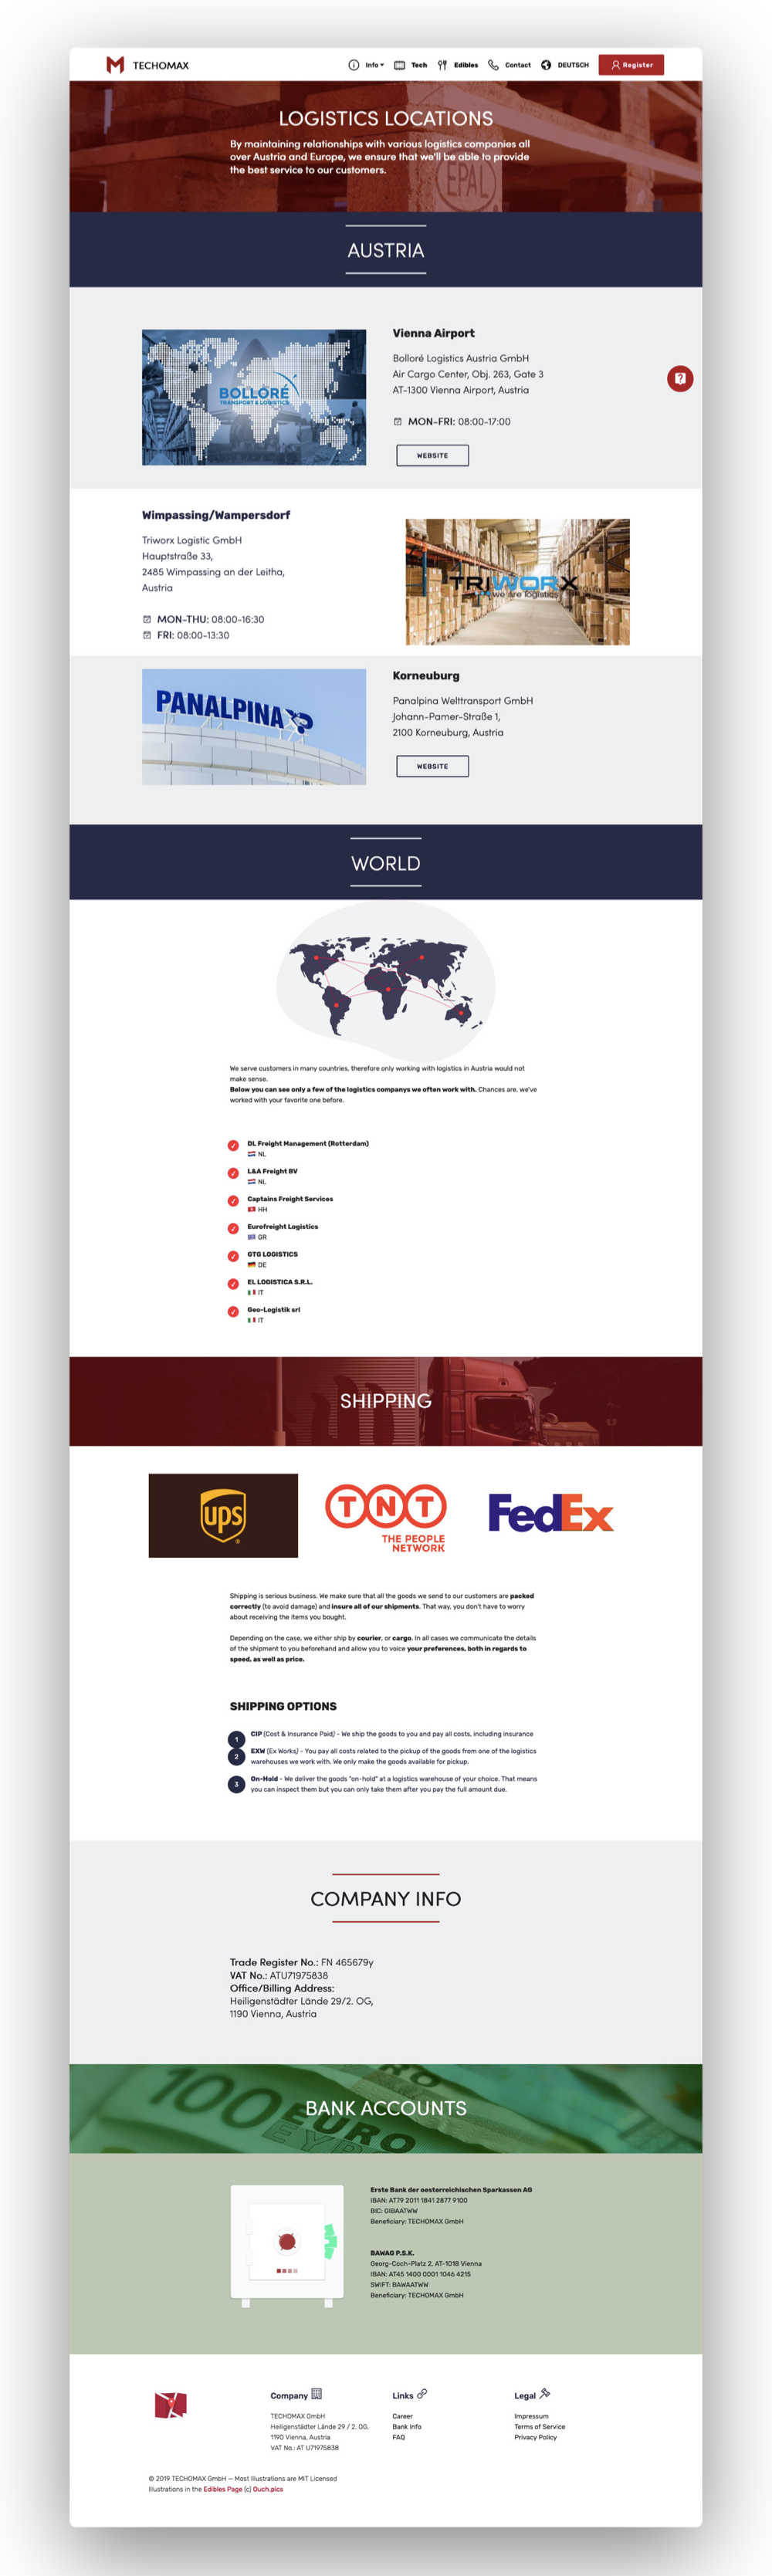 TECHOMAX
Info
Tech
Edibles
Contact
DEUTSCH
Register
LOGISTICS LOCATIONS
By maintaining relationships with various logistics companies all
over Austria and Europe, we ensure that we'll be able to provide
the best service to our customers.
EPAL
AUSTRIA
BOLLORÉ
TRANSPORT & LOGISTICS
Vienna Airport
Bolloré Logistics Austria GmbH
Air Cargo Center, Obj. 263, Gate 3
AT-1300 Vienna Airport, Austria
MON-FRI: 08:00-17:00
WEBSITE
Wimpassing/Wampersdorf
Triworx Logistic GmbH
Hauptstraße 33,
2485 Wimpassing an der Leitha,
Austria
MON-THU: 08:00-16:30
FRI: 08:00-13:30
TRIWORX
we are logistics
PANALPINA
Korneuburg
Panalpina Welttransport GmbH
Johann-Pamer-Straße 1,
2100 Korneuburg, Austria
WEBSITE
WORLD
We serve customers in many countries, therefore only working with logistics in Austria would not
make sense.
Below you can see only a few of the logistics companys we often work with. Chances are, we've
worked with your favorite one before.
DL Freight Management (Rotterdam)
NL
L&A Freight BV
NL
Captains Freight Services
HH
Eurofreight Logistics
GR
GTG LOGISTICS
DE
EL LOGISTICA S.R.L.
IT
Geo-Logistik srl
IT
SHIPPING
ups
TNT
THE PEOPLE
NETWORK
FedEx
Shipping is serious business. We make sure that all the goods we send to our customers are packed
correctly (to avoid damage) and insure all of our shipments. That way, you don't have to worry
about receiving the items you bought.
Depending on the case, we either ship by courier, or cargo. In all cases we communicate the details
of the shipment to you beforehand and allow you to voice your preferences, both in regards to
speed, as well as price.
SHIPPING OPTIONS
1 CIP (Cost & Insurance Paid) - We ship the goods to you and pay all costs, including insurance
2 EXW (Ex Works) - You pay all costs related to the pickup of the goods from one of the logistics
warehouses we work with. We only make the goods available for pickup.
3 On-Hold - We deliver the goods "on-hold" at a logistics warehouse of your choice. That means
you can inspect them but you can only take them after you pay the full amount due.
COMPANY INFO
Trade Register No.: FN 465679y
VAT No.: ATU71975838
Office/Billing Address:
Heiligenstädter Lände 29/2. OG,
1190 Vienna, Austria
100 EURO
BANK ACCOUNTS
Erste Bank der oesterreichischen Sparkassen AG
IBAN: AT79 2011 1841 2877 9100
BIC: GIBAATWW
Beneficiary: TECHOMAX GmbH
BAWAG P.S.K.
Georg-Coch-Platz 2, AT-1018 Vienna
IBAN: AT45 1400 0001 1046 4215
SWIFT: BAWAATWW
Beneficiary: TECHOMAX GmbH
Company
TECHOMAX GmbH
Heiligenstädter Lände 29 / 2. OG,
1190 Vienna, Austria
VAT No.: AT U71975838
Links
Career
Bank Info
FAQ
Legal
Impressum
Terms of Service
Privacy Policy
© 2019 TECHOMAX GmbH — Most Illustrations are MIT Licensed
Illustrations in the Edibles Page (c) Ouch.pics